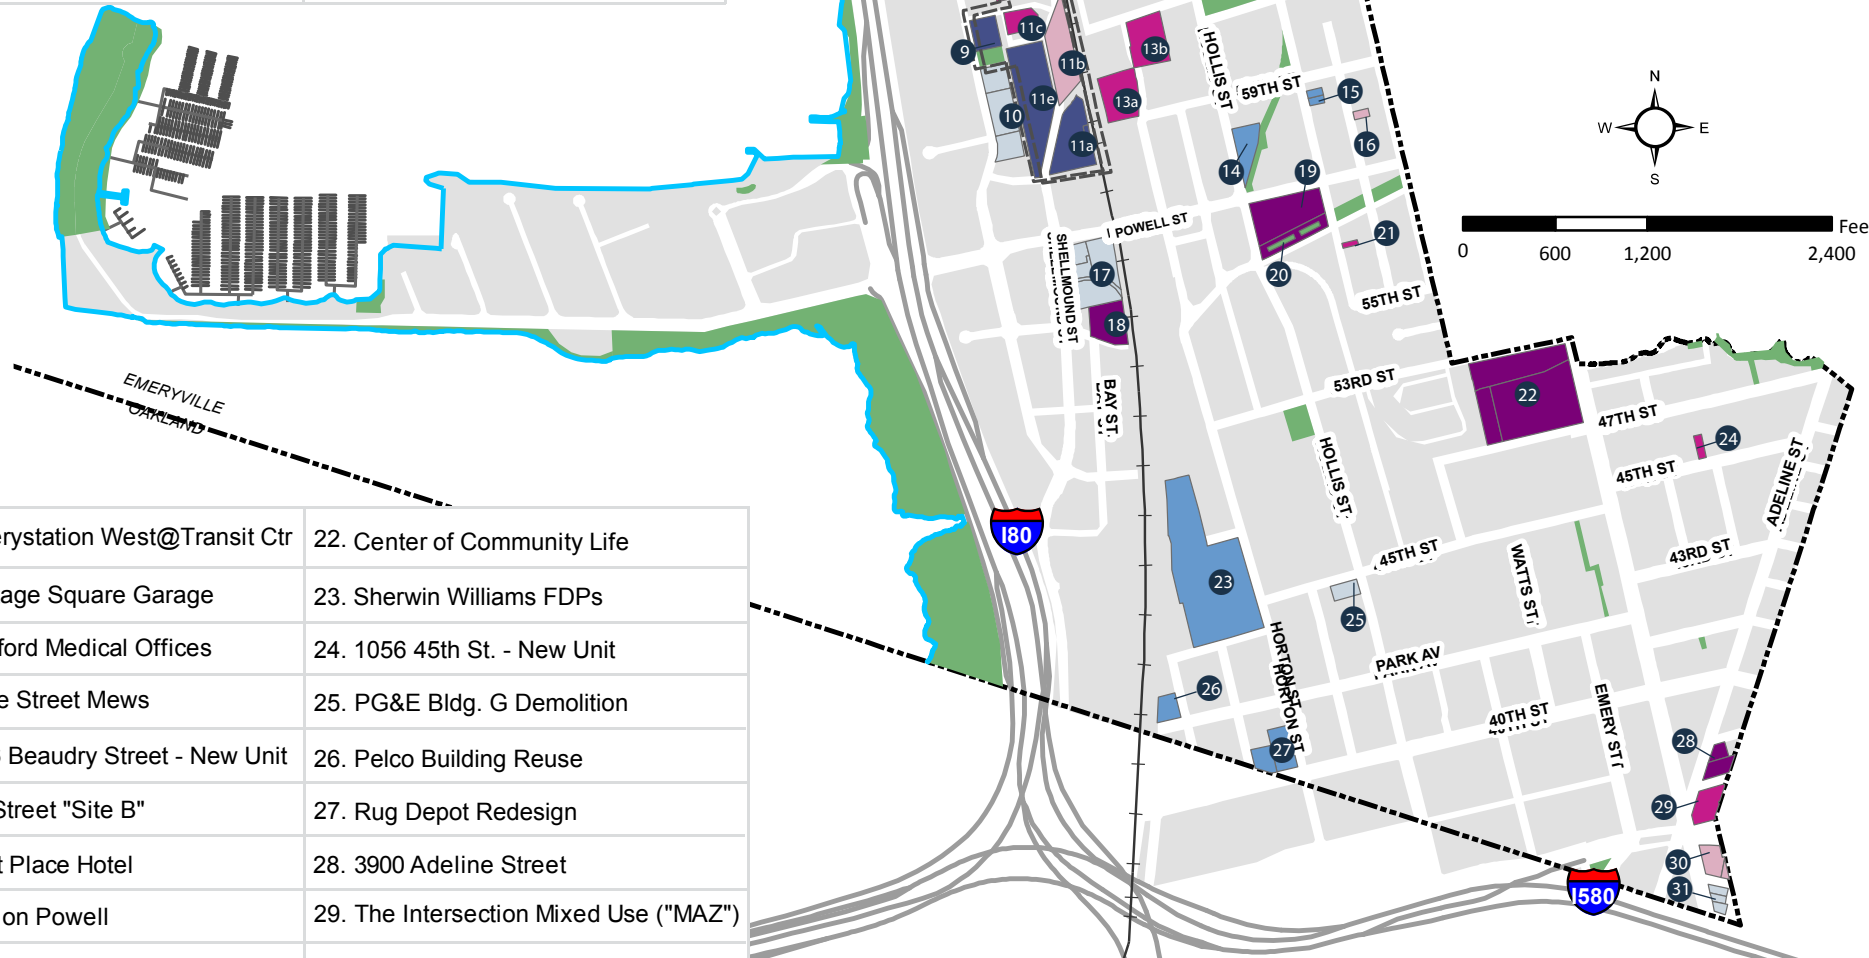 9
11c
11b
13b
10
11e
13a
11a
HOLLIS ST
59TH ST
15
16
14
19
N
W
E
S
POWELL ST
21
20
0
600
1,200
2,400
Fee
SHELLMOUND ST
17
18
55TH ST
EMERYVILLE
OAKLAND
BAY ST
53RD ST
22
47TH ST
24
45TH ST
HOLLIS ST
ADELINE ST
I80
23
45TH ST
25
WATTS ST
43RD ST
HORTON ST
HORTON ST
PARK AV
26
27
40TH ST
EMERY ST
28
29
30
31
I580
rystation West@Transit Ctr
22. Center of Community Life
age Square Garage
23. Sherwin Williams FDPs
ford Medical Offices
24. 1056 45th St. - New Unit
e Street Mews
25. PG&E Bldg. G Demolition
Beaudry Street - New Unit
26. Pelco Building Reuse
Street "Site B"
27. Rug Depot Redesign
t Place Hotel
28. 3900 Adeline Street
on Powell
29. The Intersection Mixed Use ("MAZ")